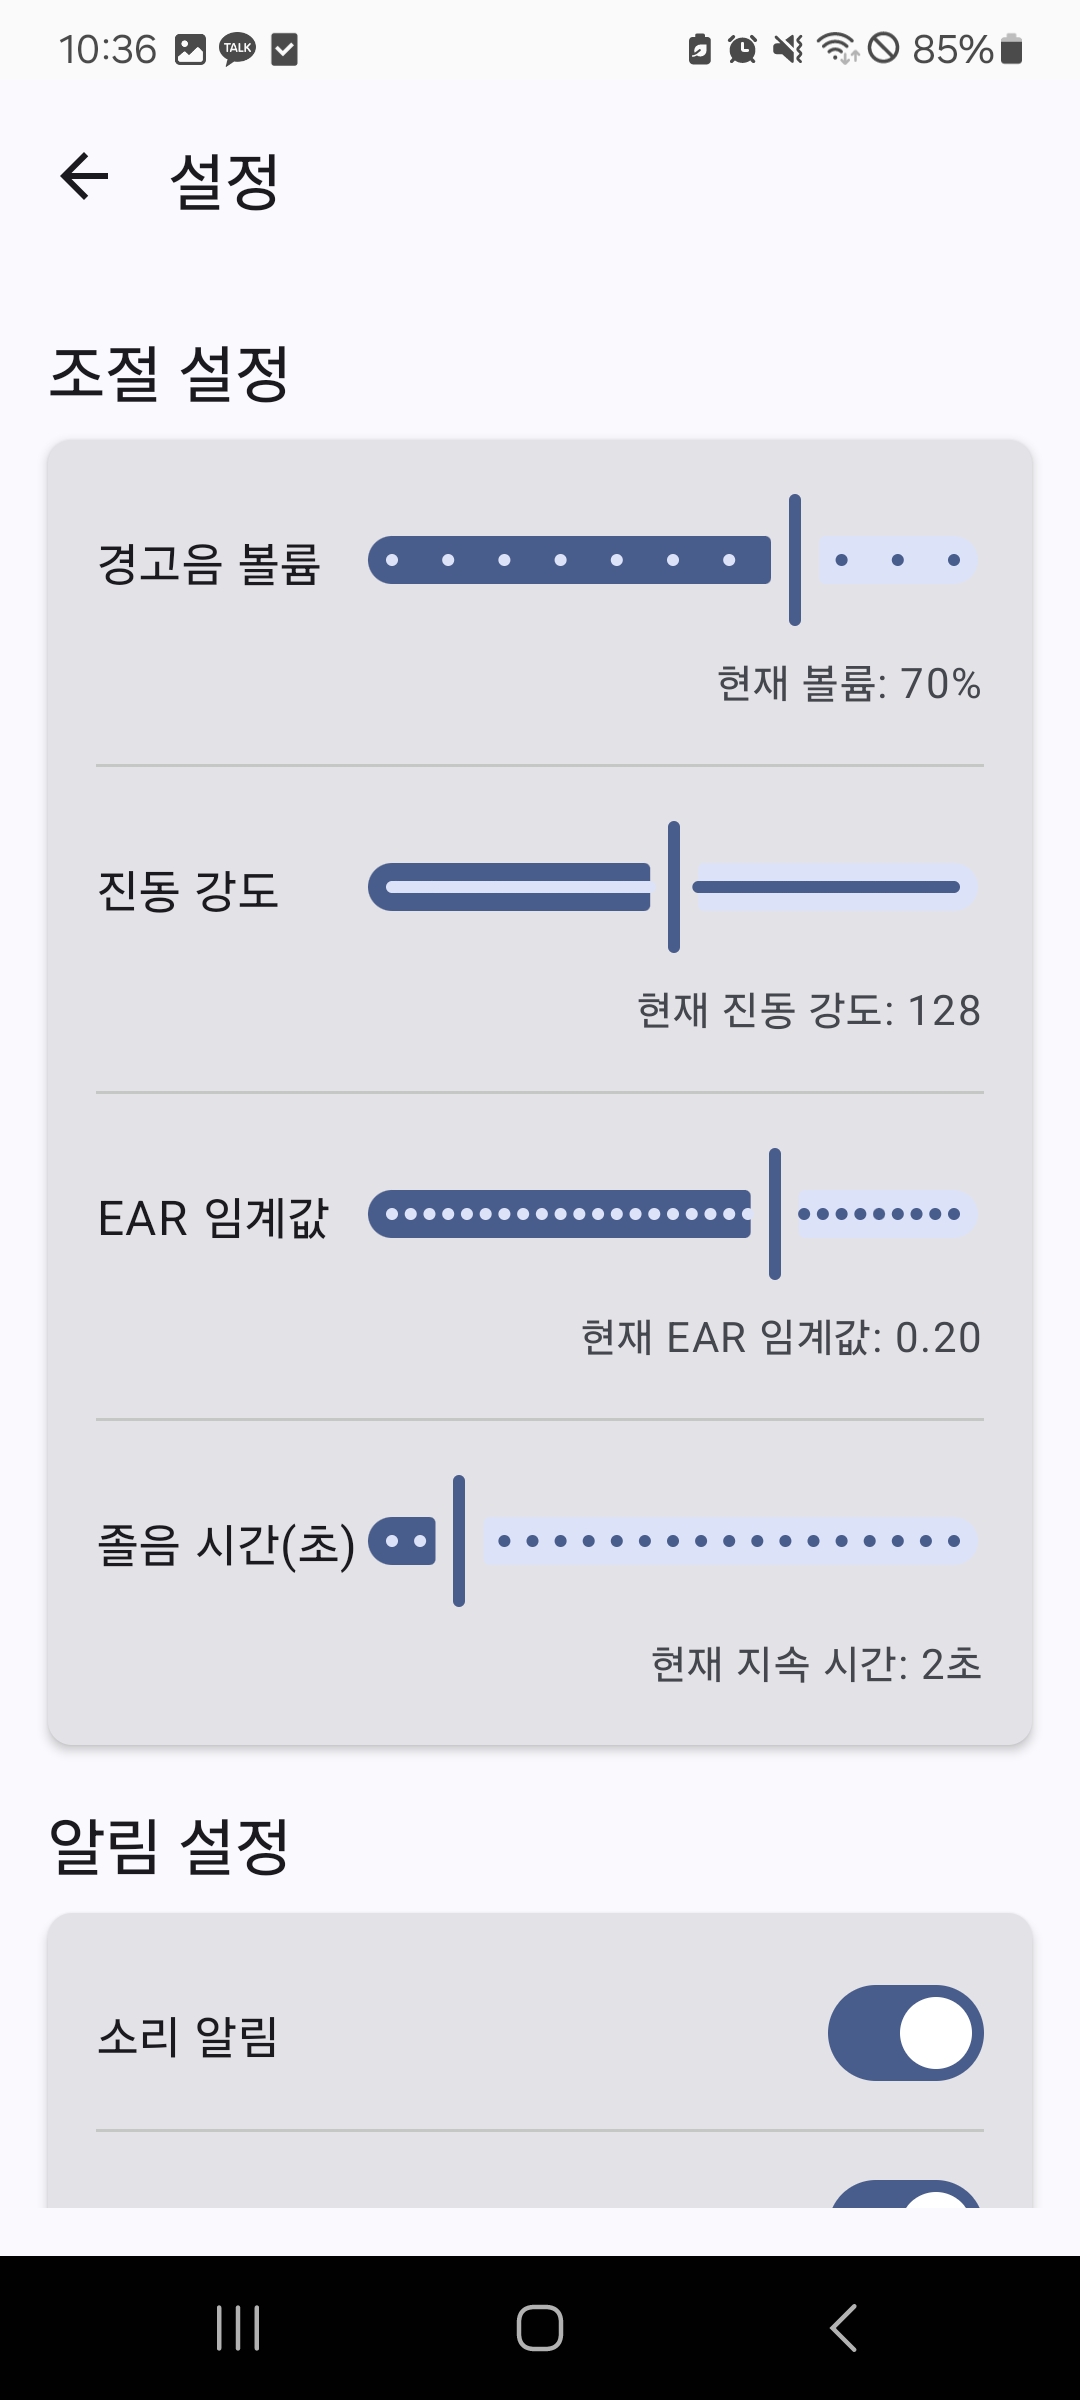 10:36 TALK 85%
설정
조절 설정
경고음 볼륨
현재 볼륨: 70%
진동 강도
현재 진동 강도: 128
EAR 임계값
현재 EAR 임계값: 0.20
졸음 시간(초)
현재 지속 시간: 2초
알림 설정
소리 알림